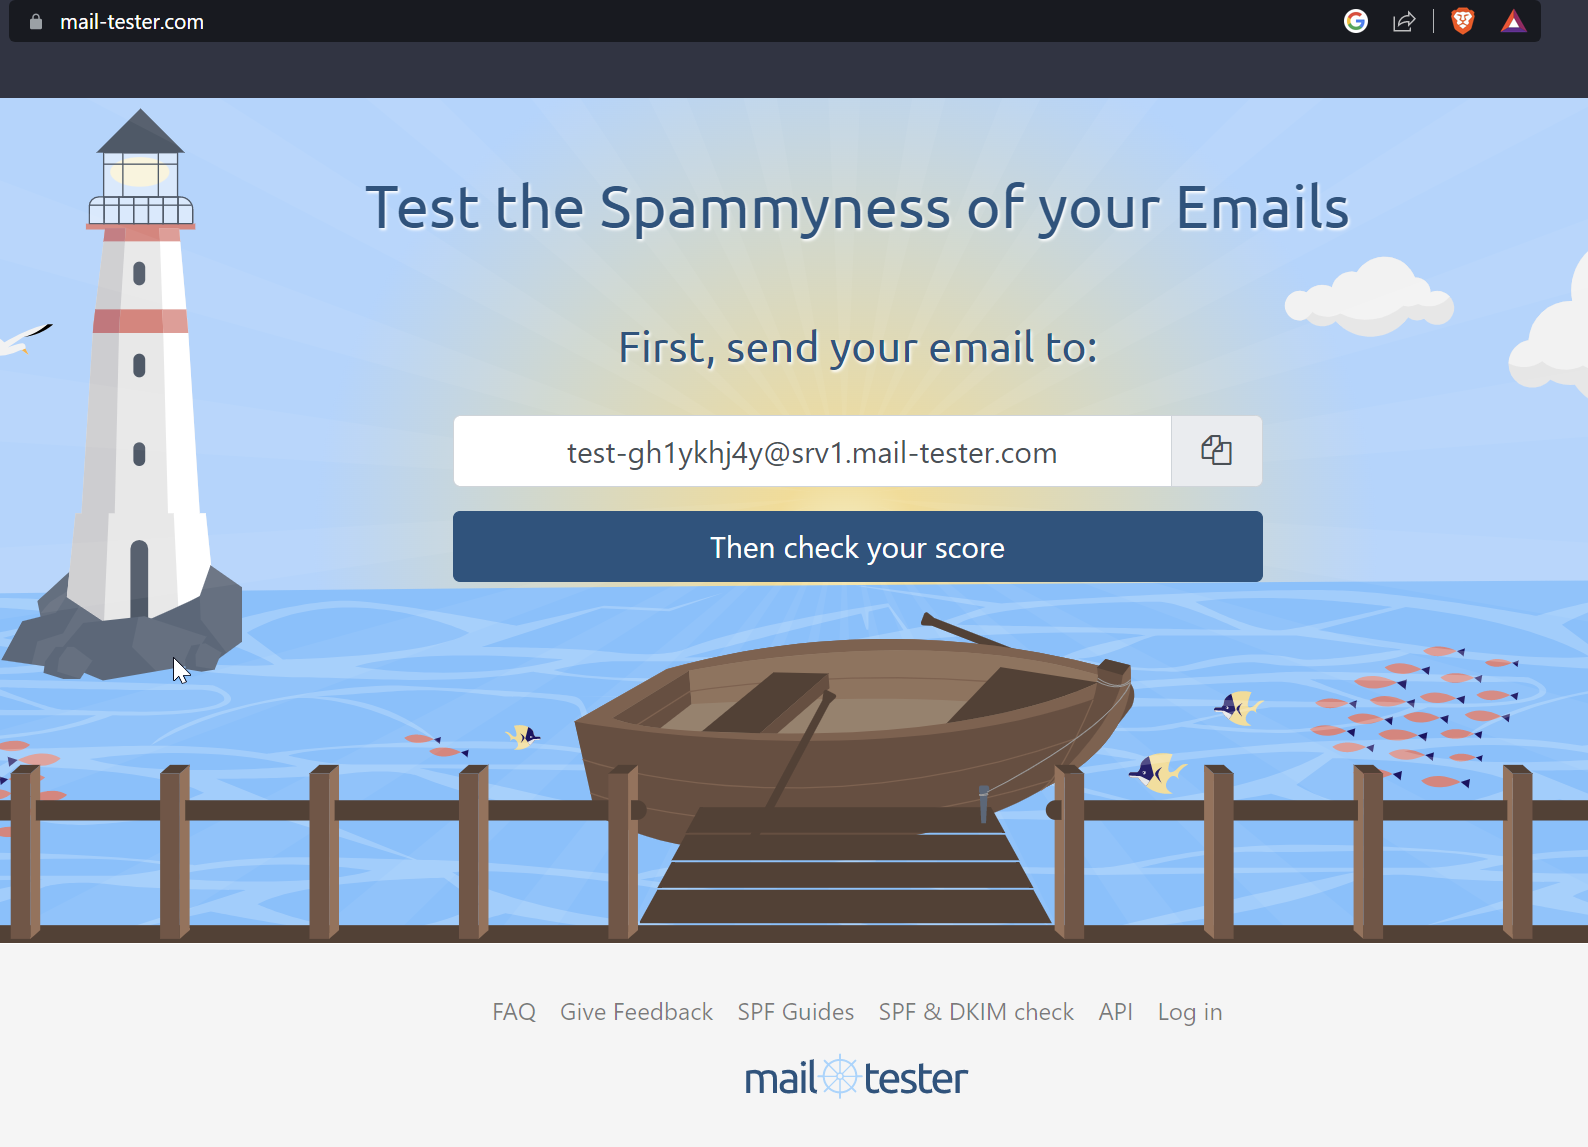 mail-tester.com
Test the Spammyness of your Emails
First, send your email to:
test-gh1ykhj4y@srv1.mail-tester.com
Then check your score
FAQ Give Feedback SPF Guides SPF & DKIM check API Log in
mail tester